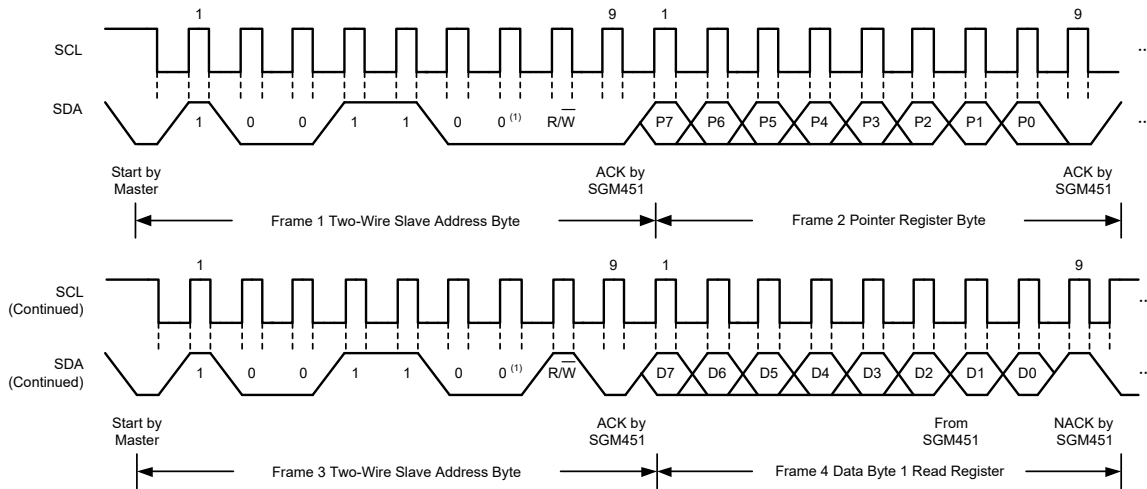 1 9 1 9
SCL ...
SDA 1 0 0 1 1 0 0 (1) R/W P7 P6 P5 P4 P3 P2 P1 P0 ...
Start by Master ACK by SGM451 ACK by SGM451
Frame 1 Two-Wire Slave Address Byte Frame 2 Pointer Register Byte
1 9 1 9
SCL (Continued) ...
SDA (Continued) 1 0 0 1 1 0 0 (1) R/W D7 D6 D5 D4 D3 D2 D1 D0 ...
Start by Master ACK by SGM451 From SGM451 NACK by SGM451
Frame 3 Two-Wire Slave Address Byte Frame 4 Data Byte 1 Read Register